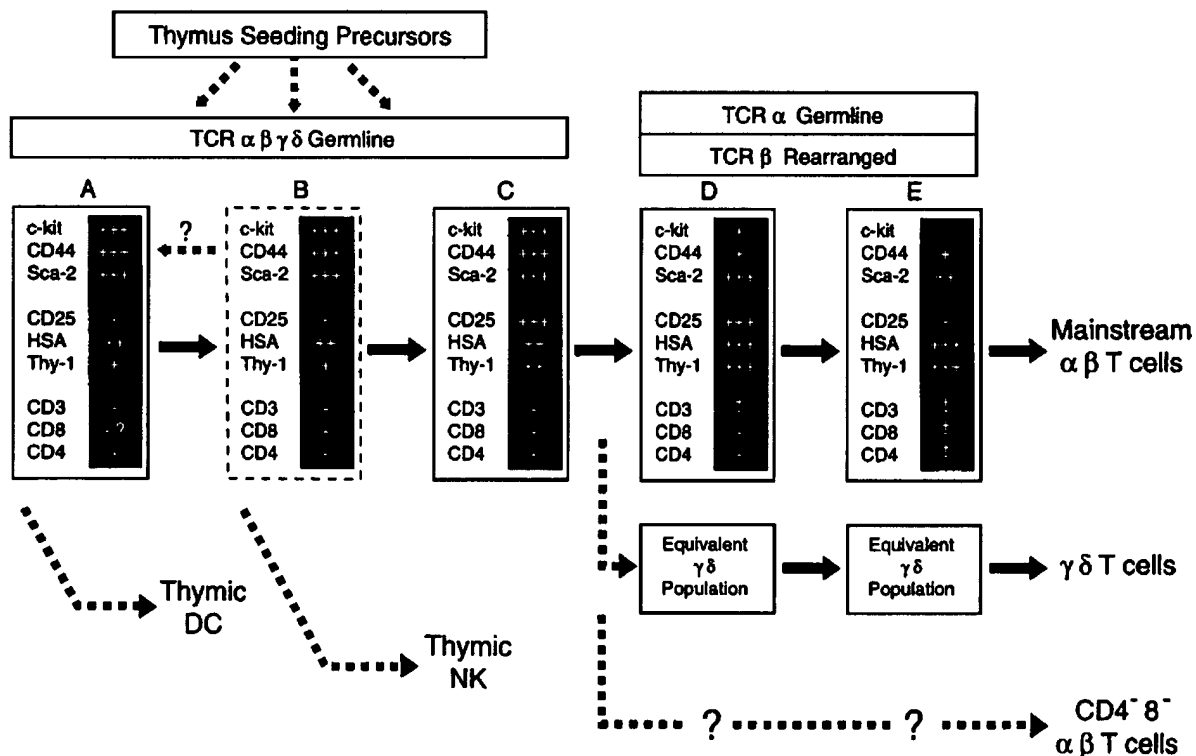 Thymus Seeding Precursors
TCR α β γ δ Germline
TCR α Germline
TCR β Rearranged
A
B
C
D
E
c-kit +++
CD44 +++
Sca-2 +++
CD25 -
HSA
Thy-1 +
CD3 -
CD8 - ?
CD4
?
c-kit +++
CD44 +++
Sca-2 +++
CD25 -
HSA ++
Thy-1 +
CD3 -
CD8 -
CD4 -
c-kit +++
CD44 +++
Sca-2 +++
CD25 +++
HSA
Thy-1
CD3 -
CD8 -
CD4 -
c-kit
CD44
Sca-2
CD25 +++
HSA +++
Thy-1 +++
CD3
CD8 -
CD4 -
c-kit
CD44 +
Sca-2
CD25
HSA +++
Thy-1 +++
CD3
CD8
CD4
Mainstream
α β T cells
Equivalent
γ δ
Population
Equivalent
γ δ
Population
γ δ T cells
Thymic
DC
Thymic
NK
? ?
CD4⁻ 8⁻
α β T cells